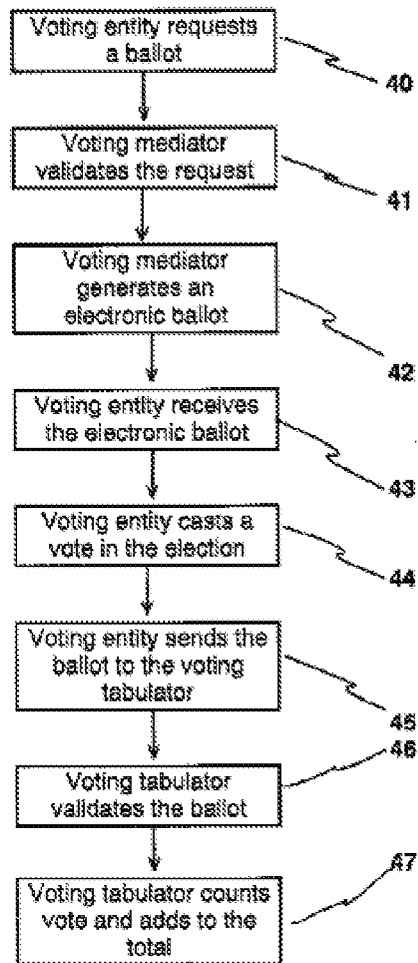 Voting entity requests
a ballot
40
Voting mediator
validates the request
41
Voting mediator
generates an
electronic ballot
42
Voting entity receives
the electronic ballot
43
Voting entity casts a
vote in the election
44
Voting entity sends the
ballot to the voting
tabulator
45
Voting tabulator
validates the ballot
46
Voting tabulator counts
vote and adds to the
total
47